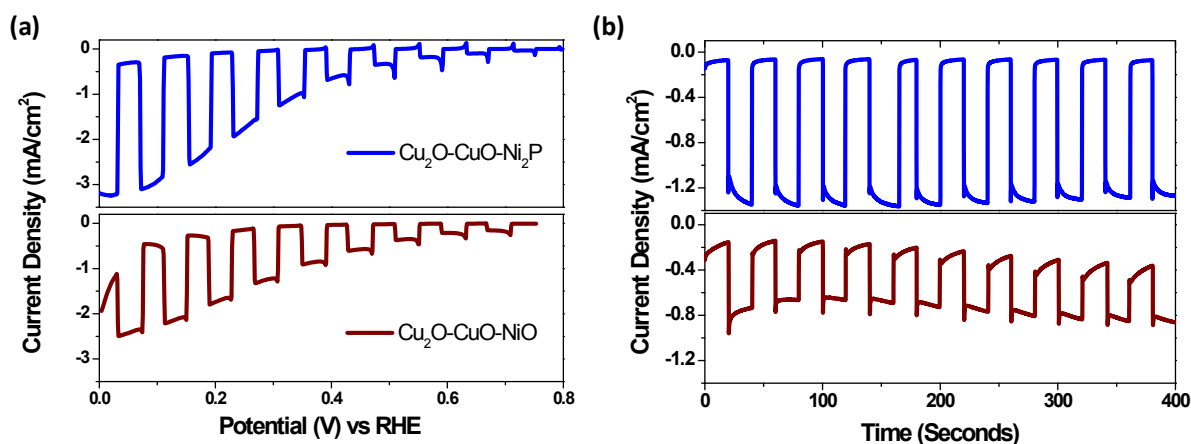 (a)
0
-1
-2
-3
Cu₂O-CuO-Ni₂P
0
-1
-2
-3
Cu₂O-CuO-NiO
0.0 0.2 0.4 0.6 0.8
Potential (V) vs RHE
Current Density (mA/cm²)
(b)
0.0
-0.4
-0.8
-1.2
0.0
-0.4
-0.8
-1.2
0 100 200 300 400
Time (Seconds)
Current Density (mA/cm²)